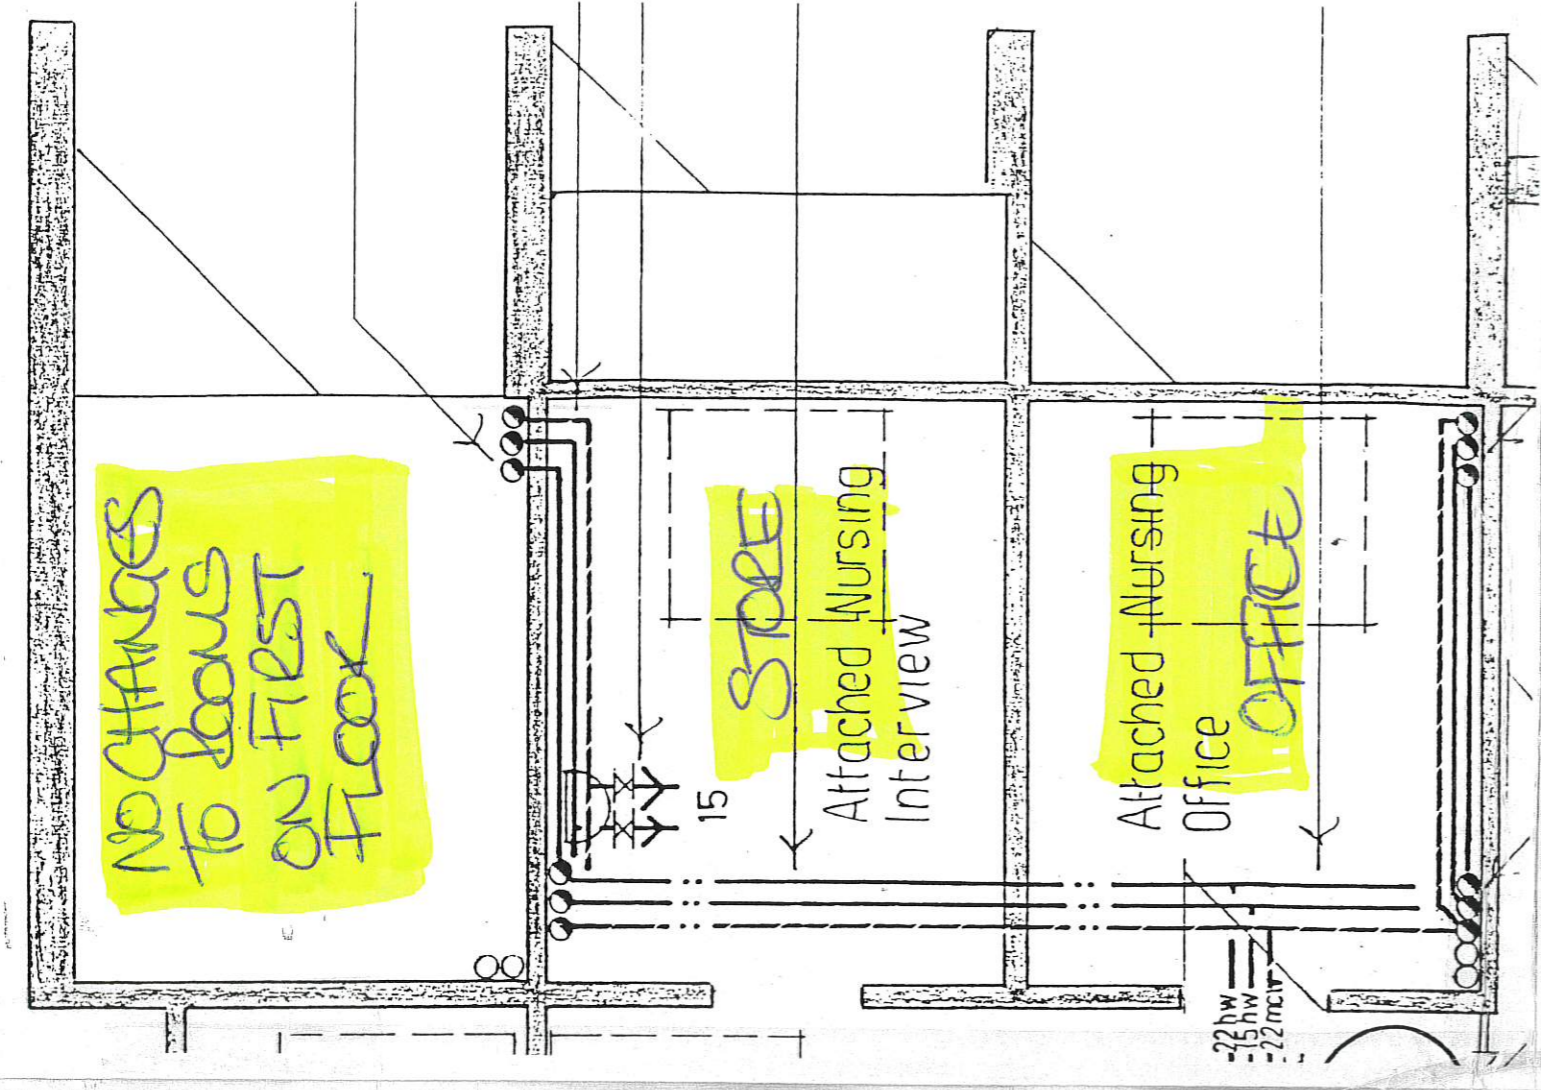 NO CHANGES
TO ROOMS
ON FIRST
FLOOR
STORE
Attached Nursing
Interview
15
Attached Nursing
Office
OFFICE
-22hw
-15hw
-22mcw